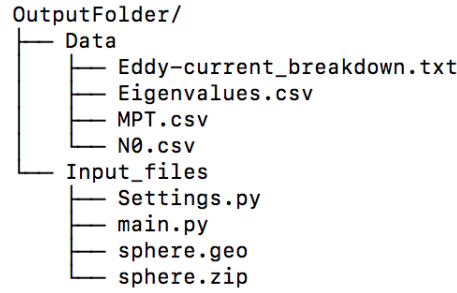 OutputFolder/
├── Data
│   ├── Eddy-current_breakdown.txt
│   ├── Eigenvalues.csv
│   ├── MPT.csv
│   └── N0.csv
└── Input_files
    ├── Settings.py
    ├── main.py
    ├── sphere.geo
    └── sphere.zip